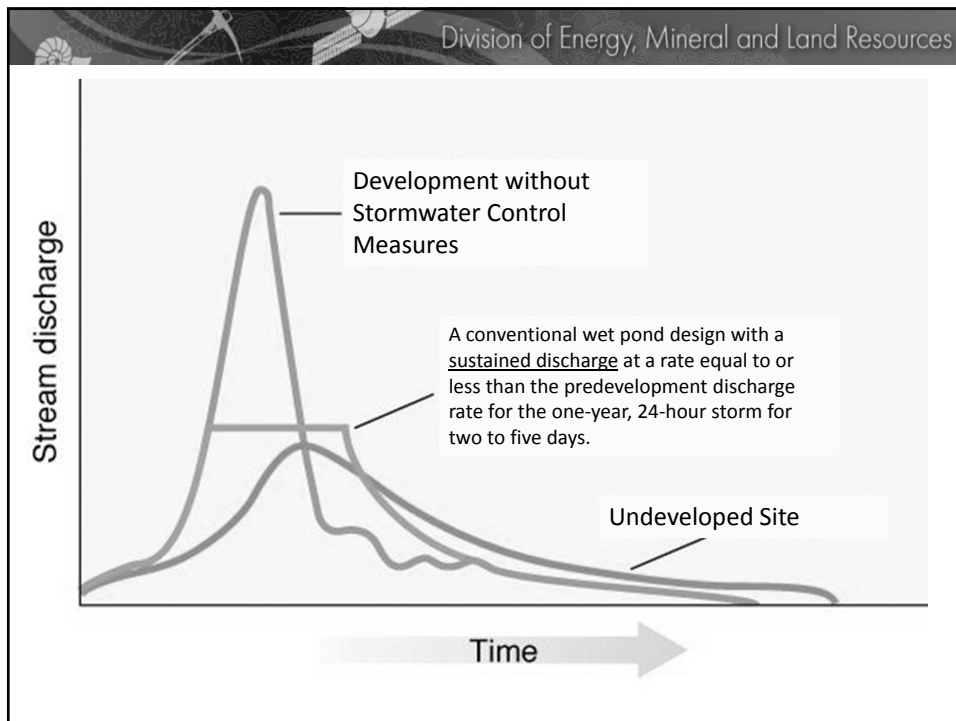 Division of Energy, Mineral and Land Resources
Development without
Stormwater Control
Measures
A conventional wet pond design with a
sustained discharge at a rate equal to or
less than the predevelopment discharge
rate for the one-year, 24-hour storm for
two to five days.
Undeveloped Site
Stream discharge
Time